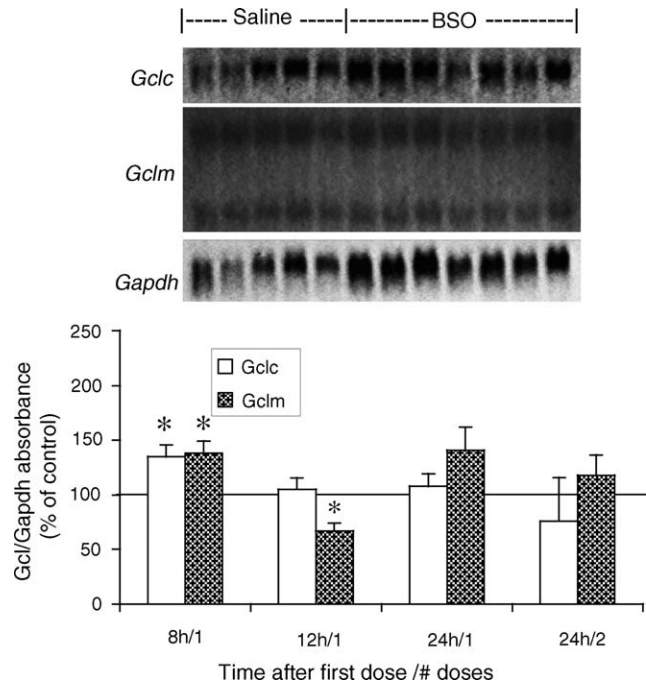 |----Saline-----|-------BSO--------|
Gclc
Gclm
Gapdh
250
200
150
100
50
0
Gcl/Gapdh absorbance
(% of control)
Gclc
Gclm
* *
*
8h/1 12h/1 24h/1 24h/2
Time after first dose /# doses